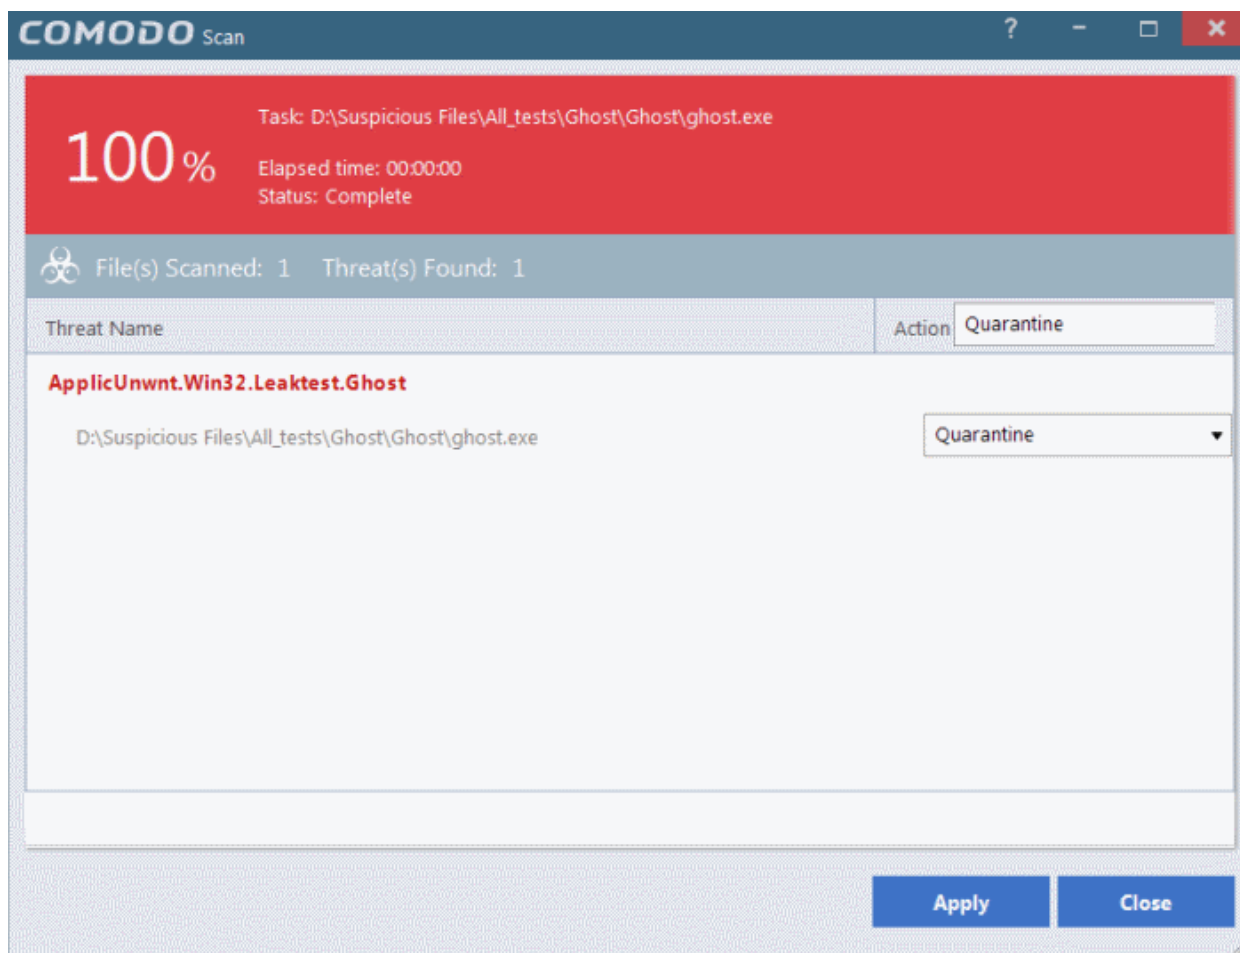 COMODO Scan ?
Task: D:\Suspicious Files\All_tests\Ghost\Ghost\ghost.exe
100 %
Elapsed time: 00:00:00
Status: Complete
File(s) Scanned: 1 Threat(s) Found: 1
Threat Name Action Quarantine
ApplicUnwnt.Win32.Leaktest.Ghost
D:\Suspicious Files\All_tests\Ghost\Ghost\ghost.exe Quarantine
Apply Close